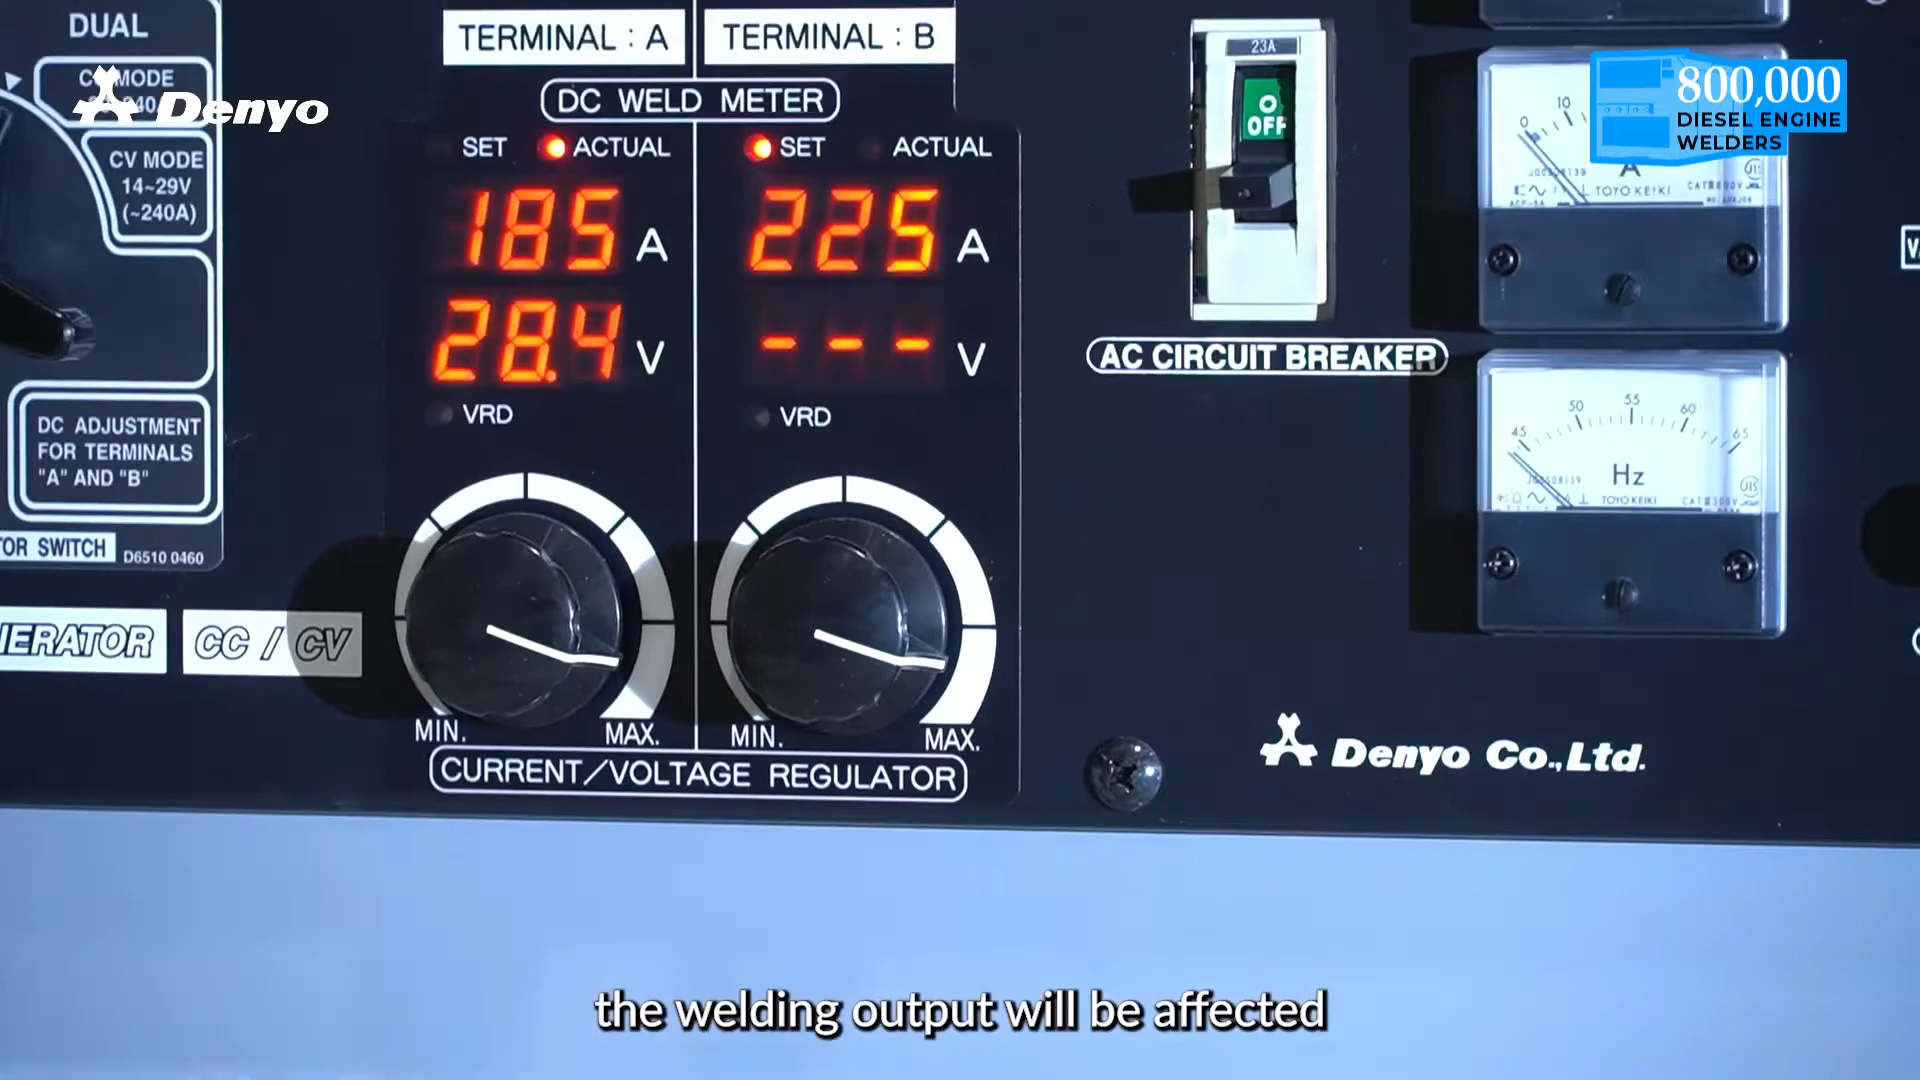 DUAL
CV MODE
14~29V
(~240A)
DC ADJUSTMENT
FOR TERMINALS
"A" AND "B"
SWITCH
D6510 0460
CC / CV
Denyo
TERMINAL : A
TERMINAL : B
DC WELD METER
SET
ACTUAL
SET
ACTUAL
185 A
225 A
28.4 V
--- V
VRD
VRD
MIN.
MAX.
MIN.
MAX.
CURRENT/VOLTAGE REGULATOR
23A
OFF
AC CIRCUIT BREAKER
0
10
A
TOYO KEIKI
800,000
DIESEL ENGINE
WELDERS
45
50
55
60
65
Hz
TOYO KEIKI
JIS
Denyo Co.,Ltd.
the welding output will be affected